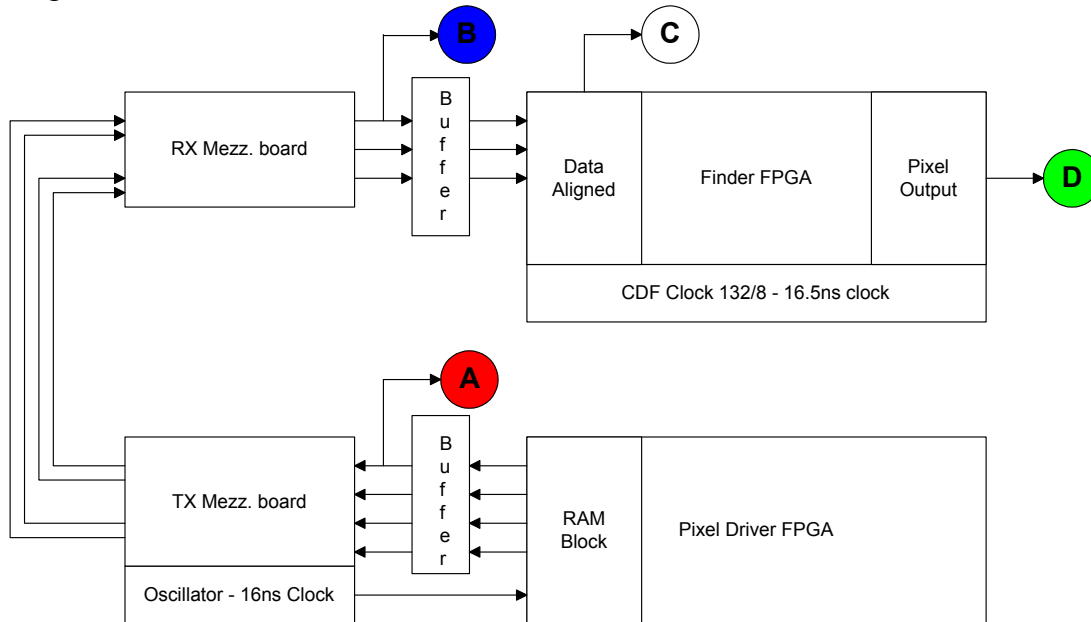 B
C
B
u
f
f
e
r
RX Mezz. board
Data
Aligned
Finder FPGA
Pixel
Output
D
CDF Clock 132/8 - 16.5ns clock
A
B
u
f
f
e
r
TX Mezz. board
RAM
Block
Pixel Driver FPGA
Oscillator - 16ns Clock